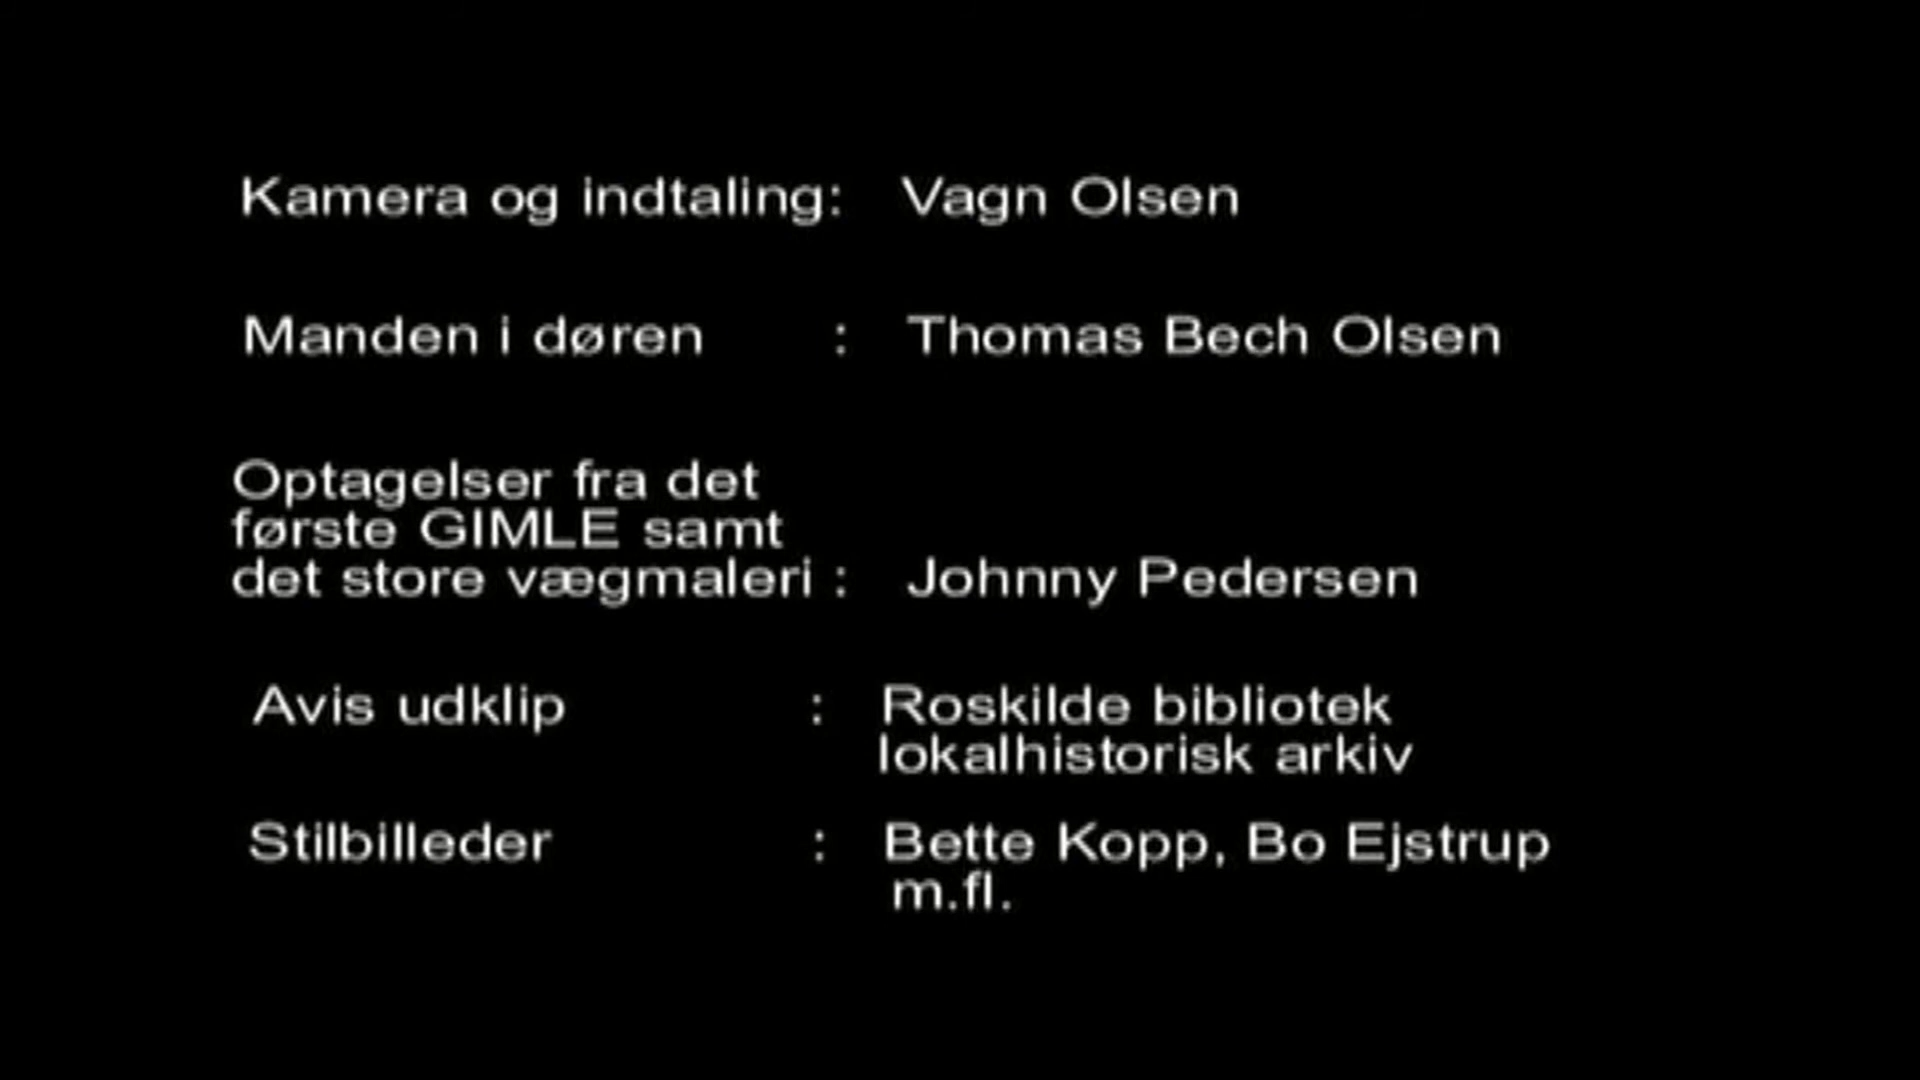 Kamera og indtaling: Vagn Olsen
Manden i døren : Thomas Bech Olsen
Optagelser fra det
første GIMLE samt
det store vægmaleri : Johnny Pedersen
Avis udklip : Roskilde bibliotek
lokalhistorisk arkiv
Stilbilleder : Bette Kopp, Bo Ejstrup
m.fl.